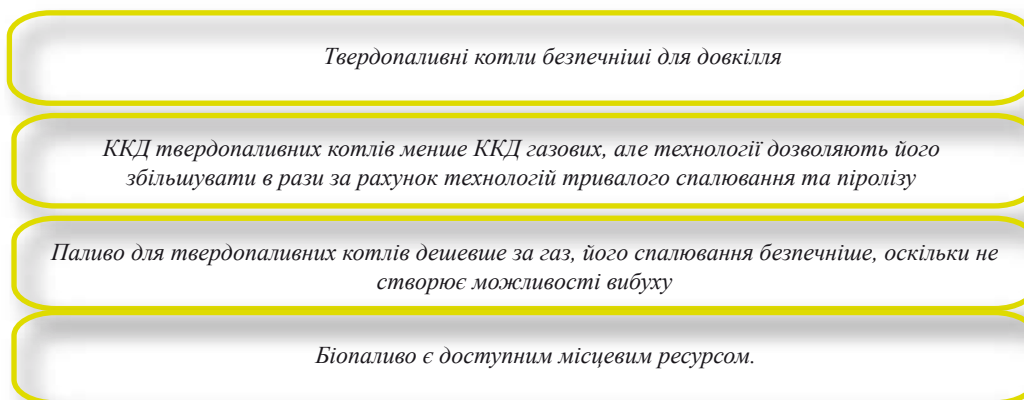 Твердопаливні котли безпечніші для довкілля
ККД твердопаливних котлів менше ККД газових, але технології дозволяють його
збільшувати в рази за рахунок технологій тривалого спалювання та піролізу
Паливо для твердопаливних котлів дешевше за газ, його спалювання безпечніше, оскільки не
створює можливості вибуху
Біопаливо є доступним місцевим ресурсом.